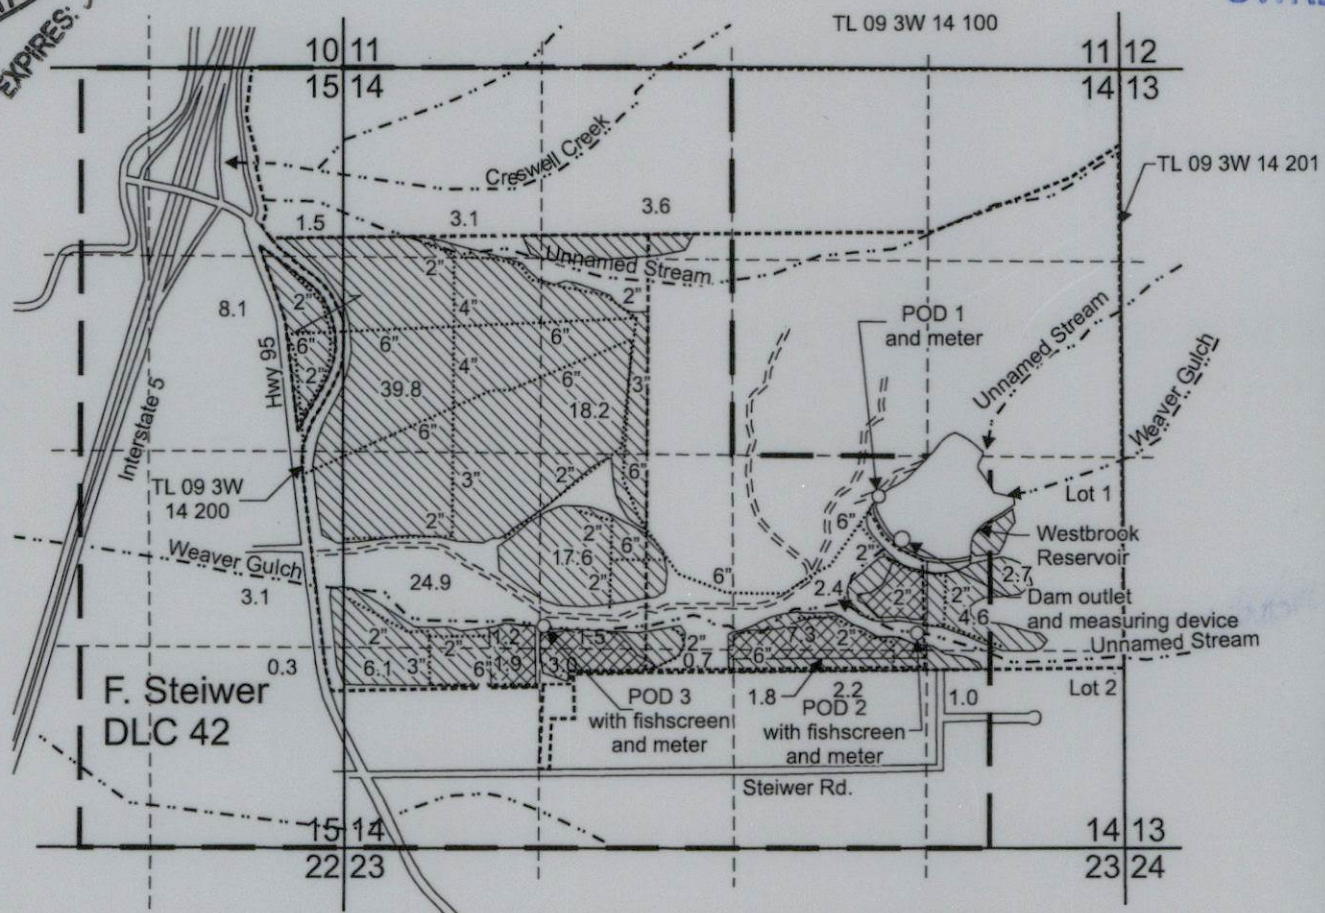 EXPIRES:
TL 09 3W 14 100
10 11
15 14
11 12
14 13
Creswell Creek
TL 09 3W 14 201
1.5
3.1
3.6
Unnamed Stream
2"
2"
4"
8.1
2"
6"
2"
6"
4"
6"
Hwy 95
39.8
6"
18.2
3"
6"
Interstate 5
POD 1
and meter
Unnamed Stream
Weaver Gulch
TL 09 3W
14 200
3"
2"
6"
2"
Lot 1
6"
Westbrook
Reservoir
Weaver Gulch
17.6
2"
6"
2"
24.9
6"
2"
2.4
2"
2"
4.6
2.7
Dam outlet
and measuring device
Unnamed Stream
3.1
0.3
2"
6.1
3"
2"
1.2
6"
1.9
1.5
3.0
2"
0.7
7.3
2"
6"
Lot 2
F. Steiwer
DLC 42
POD 3
with fishscreen
and meter
1.8
2.2
POD 2
with fishscreen
and meter
1.0
Steiwer Rd.
15 14
22 23
14 13
23 24